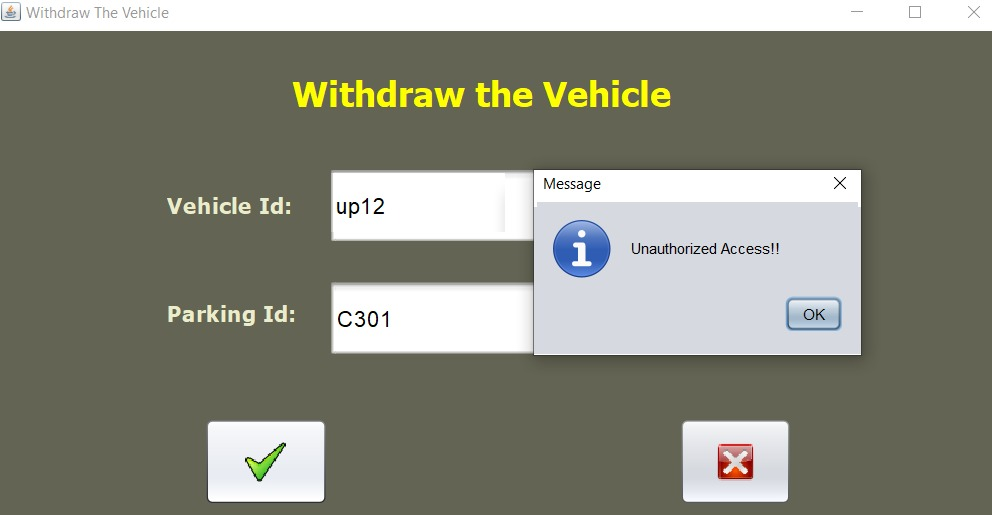 Withdraw The Vehicle
Withdraw the Vehicle
Vehicle Id:
up12
Parking Id:
C301
Message
Unauthorized Access!!
OK